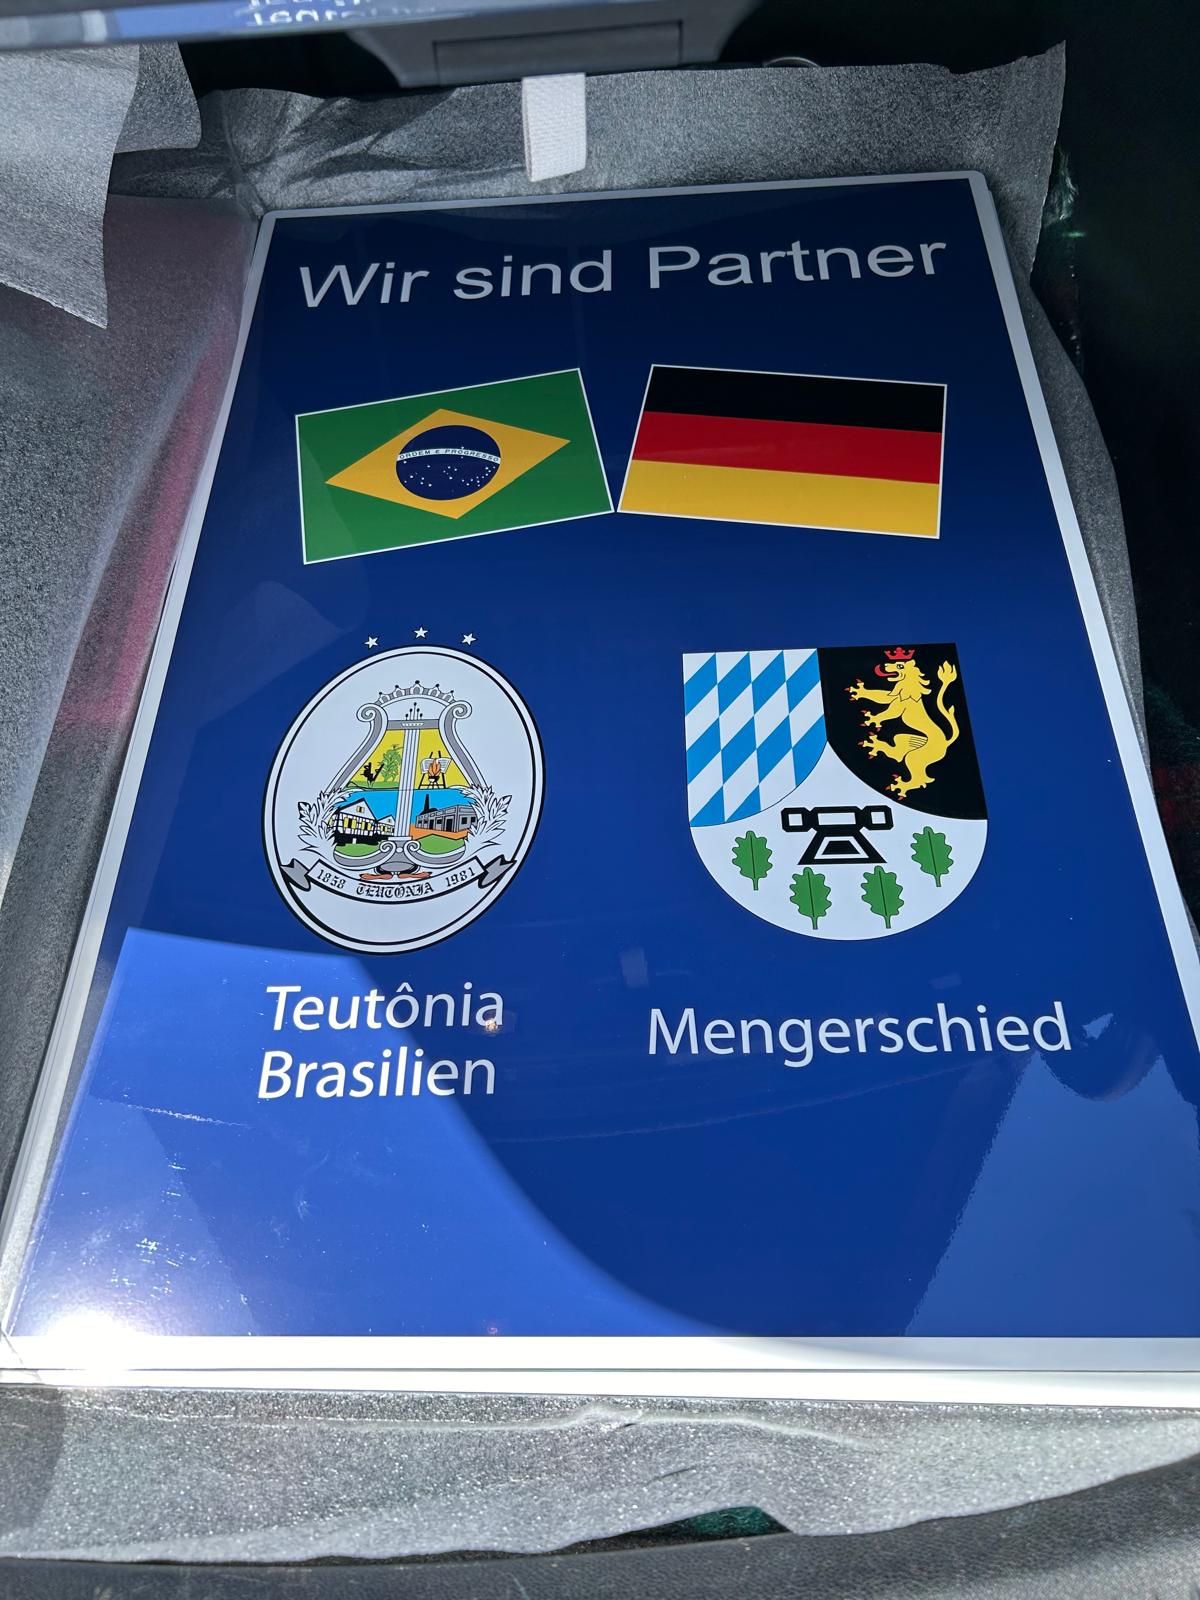 Wir sind Partner
ORDEM E PROGRESSO
1858 TEUTÔNIA 1981
Teutônia
Brasilien
Mengerschied